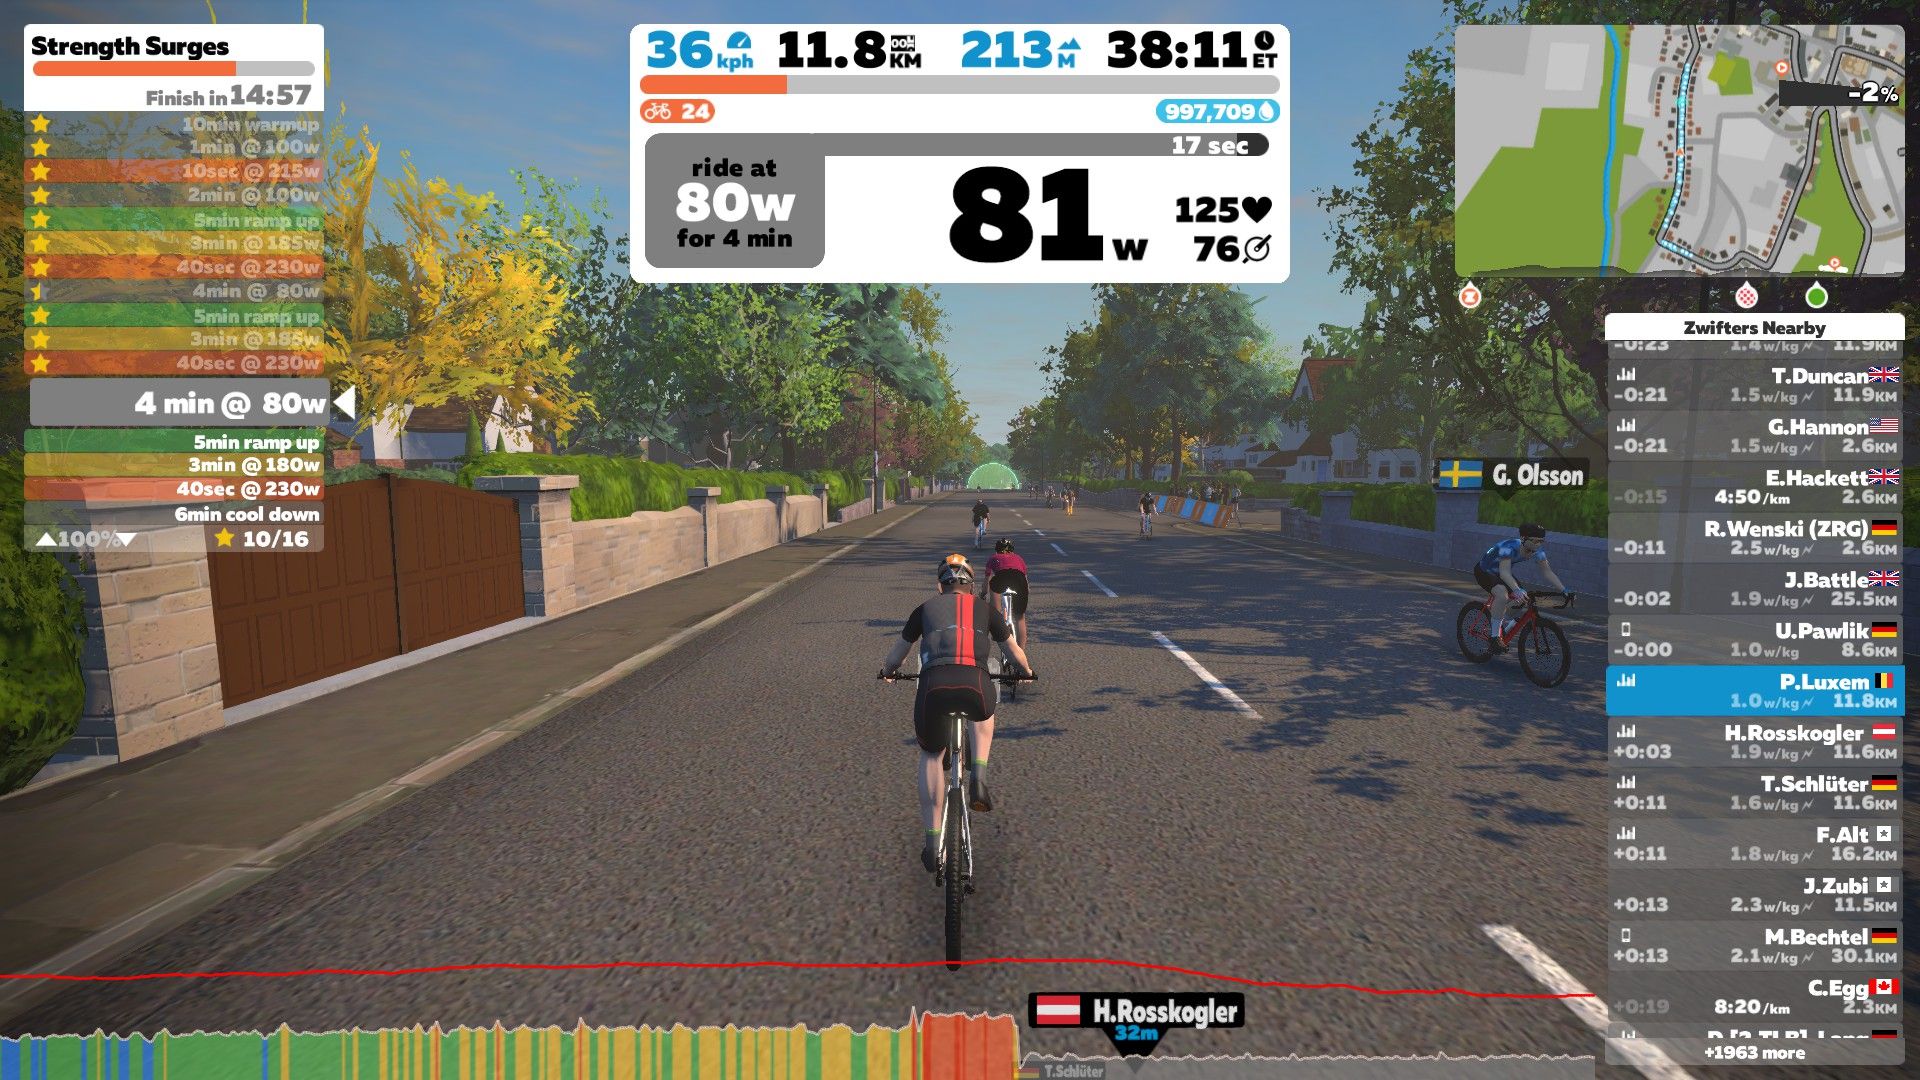 Strength Surges
Finish in 14:57
10min warmup
1min @ 100w
10sec @ 215w
2min @ 100w
5min ramp up
3min @ 185w
40sec @ 230w
4min @ 80w
5min ramp up
3min @ 185w
40sec @ 230w
4 min @ 80w
5min ramp up
3min @ 180w
40sec @ 230w
6min cool down
100%
10/16
36 kph 11.8 KM 213 M 38:11 ET
24 997,709
17 sec
ride at
80w
for 4 min
81 w
125
76
-2%
Zwifters Nearby
-0:23 1.4 w/kg 11.9KM
T.Duncan
-0:21 1.5 w/kg 11.9KM
G.Hannon
-0:21 1.5 w/kg 2.6KM
E.Hackett
-0:15 4:50 /km 2.6KM
R.Wenski (ZRG)
-0:11 2.5 w/kg 2.6KM
J.Battle
-0:02 1.9 w/kg 25.5KM
U.Pawlik
-0:00 1.0 w/kg 8.6KM
P.Luxem
1.0 w/kg 11.8KM
H.Rosskogler
+0:03 1.9 w/kg 11.6KM
T.Schlüter
+0:11 1.6 w/kg 11.6KM
F.Alt
+0:11 1.8 w/kg 16.2KM
J.Zubi
+0:13 2.3 w/kg 11.5KM
M.Bechtel
+0:13 2.1 w/kg 30.1KM
C.Egg
+0:19 8:20 /km 2.3KM
+1963 more
G. Olsson
H.Rosskogler
32m
T.Schlüter